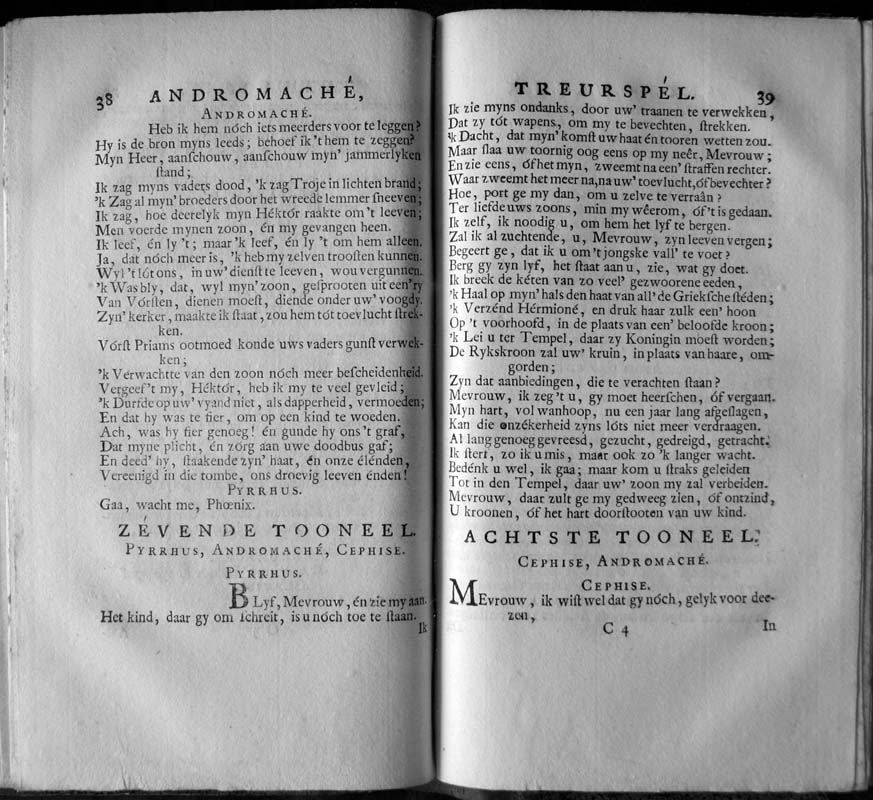 38 ANDROMACHÉ,
ANDROMACHÉ.
Heb ik hem nóch iets meerders voor te leggen?
Hy is de bron myns leeds; behoef ik 't hem te zeggen?
Myn Heer, aanſchouw, aanſchouw myn' jammerlyken
ſtand;
Ik zag myns vaders dood, 'k zag Troje in lichten brand;
'k Zag al myn' broeders door het wreede lemmer ſneeven;
Ik zag, hoe deerelyk myn Héktór raakte om 't leeven;
Men voerde mynen zoon, én my gevangen heen.
Ik leef, én ly 't; maar 'k leef, én ly 't om hem alleen.
Ja, dat nóch meer is, 'k heb my zelven trooſten kunnen.
Wyl 't lót ons, in uw' dienſt te leeven, wou vergunnen.
'k Was bly, dat, wyl myn' zoon, geſprooten uit een' ry
Van Vórſten, dienen moeſt, diende onder uw' voogdy.
Zyn' kerker, maakte ik ſtaat, zou hem tót toevlucht ſtrek-
ken.
Vórſt Priams ootmoed konde uws vaders gunſt verwek-
ken;
'k Verwachtte van den zoon nóch meer beſcheidenheid.
Vergeef't my, Héktór, heb ik my te veel gevleid;
'k Durfde op uw' vyand niet, als dapperheid, vermoeden;
En dat hy was te fier, om op een kind te woeden.
Ach, was hy fier genoeg! én gunde hy ons 't graf,
Dat myne plicht, én zórg aan uwe doodbus gaf;
En deed' hy, ſtaakende zyn' haat, én onze élénden,
Vereenigd in die tombe, ons droevig leeven énden!
PYRRHUS.
Gaa, wacht me, Phœnix.
ZÉVENDE TOONEEL.
PYRRHUS, ANDROMACHÉ, CEPHISE.
PYRRHUS.
BLyf, Mevrouw, én zie my aan.
Het kind, daar gy om ſchreit, is u nóch toe te ſtaan.
Ik
TREURSPÉL. 39
Ik zie myns ondanks, door uw' traanen te verwekken,
Dat zy tót wapens, om my te bevechten, ſtrekken.
'k Dacht, dat myn' komſt uw haat én tooren wetten zou.
Maar ſlaa uw toornig oog eens op my neêr, Mevrouw;
En zie eens, óf het myn, zweemt na een' ſtraffen rechter.
Waar zweemt het meer na, na uw' toevlucht, óf bevechter?
Hoe, port ge my dan, om u zelve te verraân?
Ter liefde uws zoons, min my wêerom, óf't is gedaan.
Ik zelf, ik noodig u, om hem het lyf te bergen.
Zal ik al zuchtende, u, Mevrouw, zyn leeven vergen;
Begeert ge, dat ik u om 't jongske vall' te voet?
Berg gy zyn lyf, het ſtaat aan u, zie, wat gy doet.
Ik breek de kéten van zo veel' gezwoorene eeden,
'k Haal op myn' hals den haat van all' de Griekſche ſtéden;
'k Verzénd Hérmioné, en druk haar zulk een' hoon
Op 't voorhoofd, in de plaats van een' beloofde kroon;
'k Lei u ter Tempel, daar zy Koningin moeſt worden;
De Rykskroon zal uw' kruin, in plaats van haare, om-
gorden;
Zyn dat aanbiedingen, die te verachten ſtaan?
Mevrouw, ik zeg 't u, gy moet heerſchen, óf vergaan.
Myn hart, vol wanhoop, nu een jaar lang afgeſlagen,
Kan die onzékerheid zyns lóts niet meer verdraagen.
Al lang genoeg gevreesd, gezucht, gedreigd, getracht.
Ik ſterf, zo ik u mis, maar ook zo 'k langer wacht.
Bedénk u wel, ik gaa; maar kom u ſtraks geleiden
Tot in den Tempel, daar uw' zoon my zal verbeiden.
Mevrouw, daar zult ge my gedweeg zien, óf ontzind,
U kroonen, óf het hart doorſtooten van uw kind.
ACHTSTE TOONEEL.
CEPHISE, ANDROMACHÉ.
CEPHISE.
MEvrouw, ik wiſt wel dat gy nóch, gelyk voor dee-
zen,
C 4 In